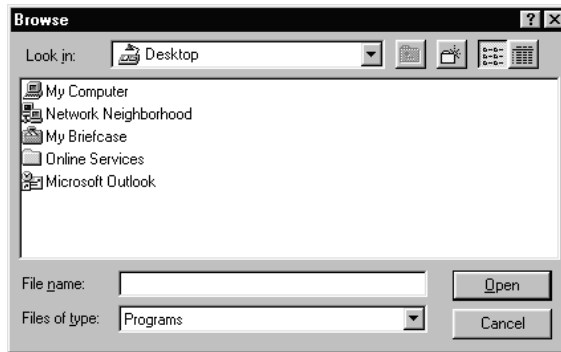 Browse
Look in: Desktop
My Computer
Network Neighborhood
My Briefcase
Online Services
Microsoft Outlook
File name: Open
Files of type: Programs Cancel